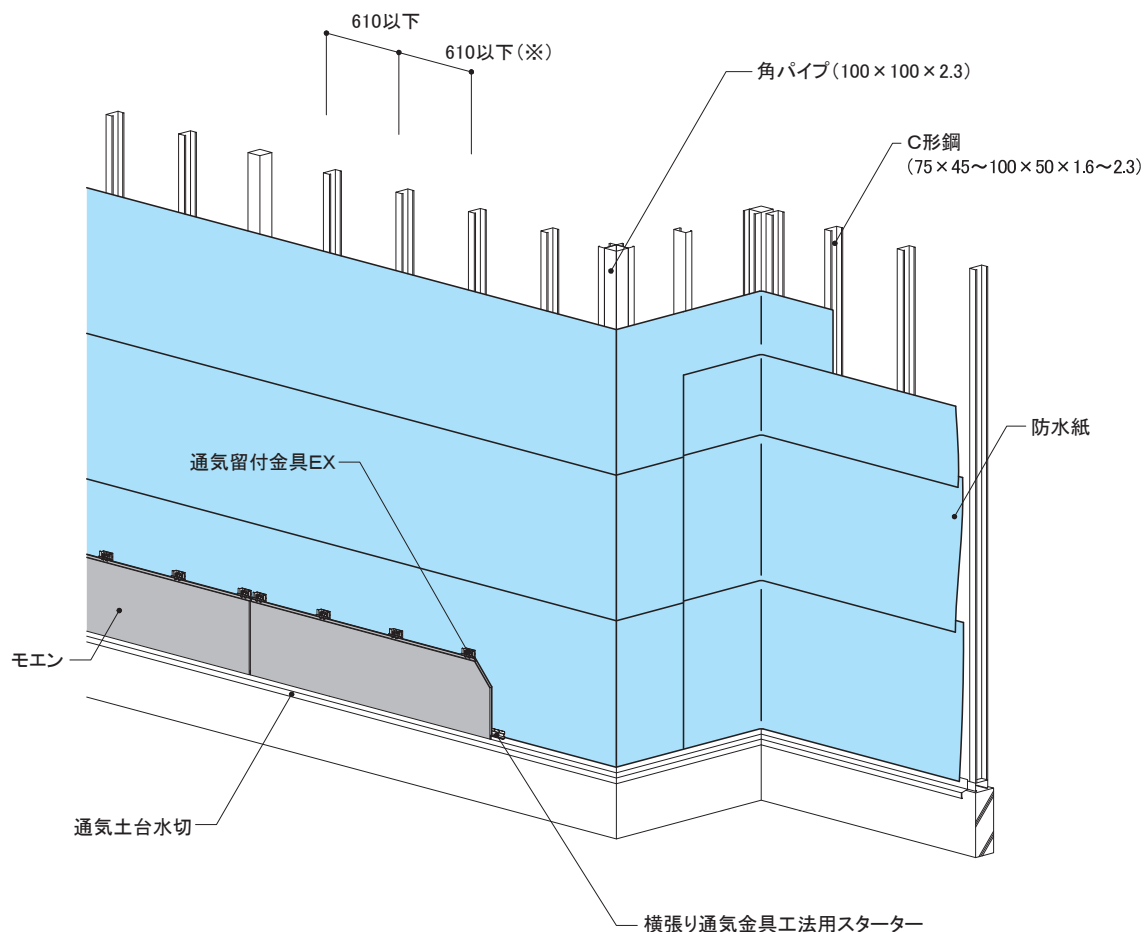 610以下
610以下(※)
角パイプ(100×100×2.3)
C形鋼
(75×45~100×50×1.6~2.3)
防水紙
通気留付金具EX
モエン
通気土台水切
横張り通気金具工法用スターター